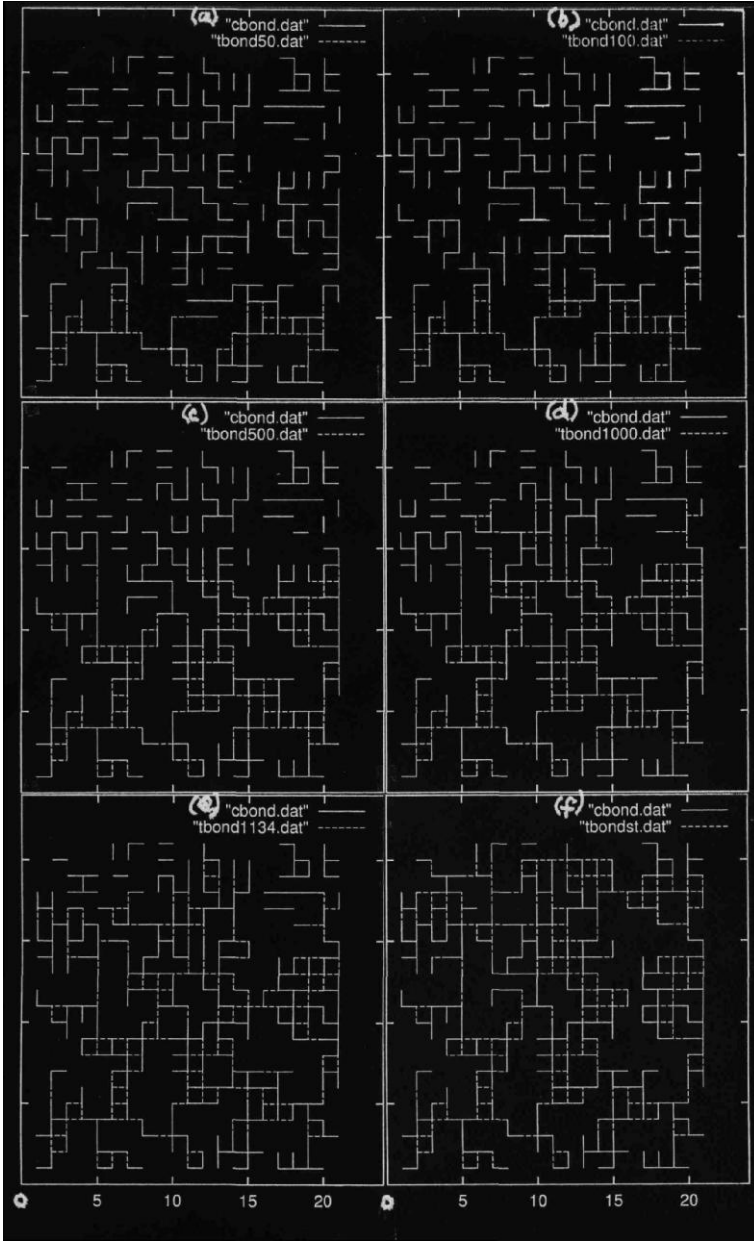 (a) "cbond.dat"
"tbond50.dat"
(b) "cbond.dat"
"tbond100.dat"
(c) "cbond.dat"
"tbond500.dat"
(d) "cbond.dat"
"tbond1000.dat"
(e) "cbond.dat"
"tbond1134.dat"
(f) "cbond.dat"
"tbondst.dat"
0 5 10 15 20 0 5 10 15 20